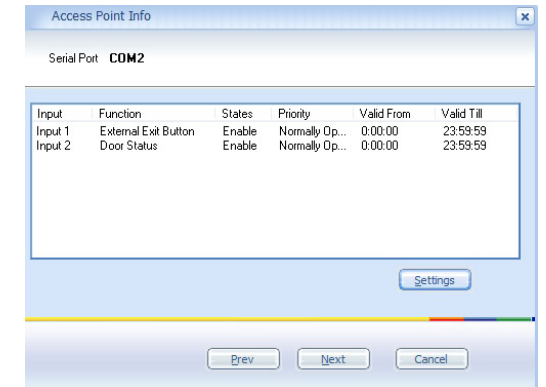 Access Point Info
Serial Port COM2
Input Function States Priority Valid From Valid Till
Input 1 External Exit Button Enable Normally Op... 0:00:00 23:59:59
Input 2 Door Status Enable Normally Op... 0:00:00 23:59:59
Settings
Prev Next Cancel